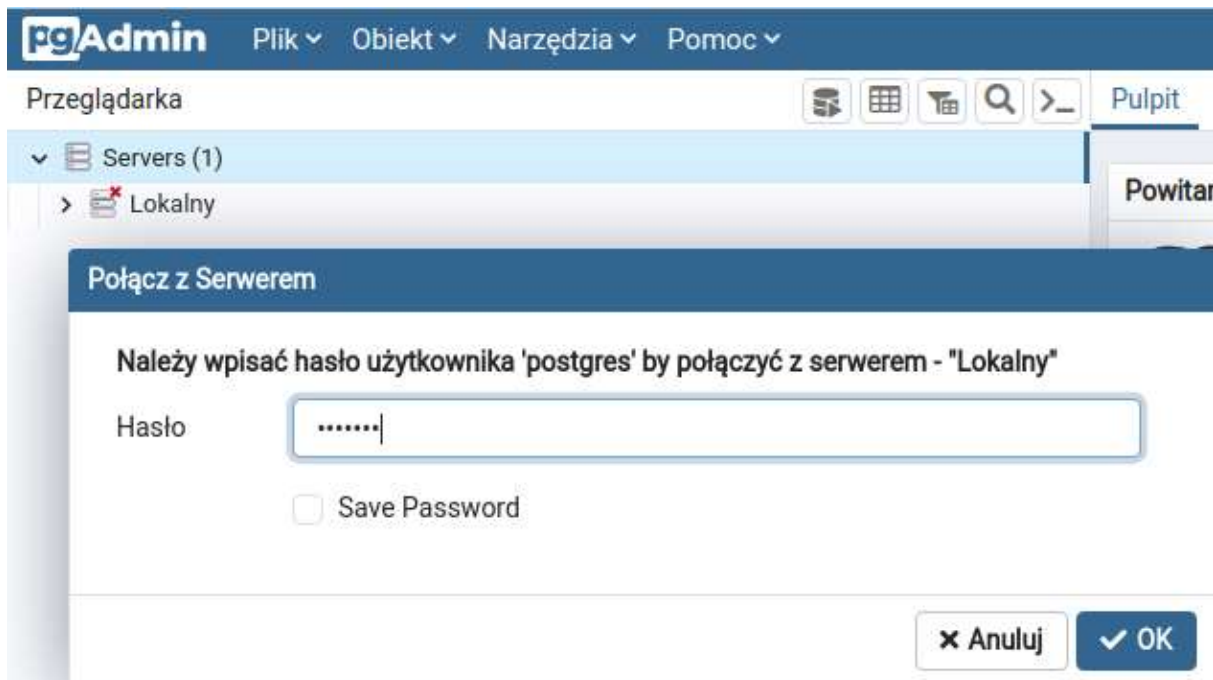 pgAdmin Plik Obiekt Narzędzia Pomoc
Przeglądarka >_ Pulpit
Servers (1)
Lokalny
Połącz z Serwerem
Należy wpisać hasło użytkownika 'postgres' by połączyć z serwerem - "Lokalny"
Hasło •••••••
Save Password
Anuluj OK